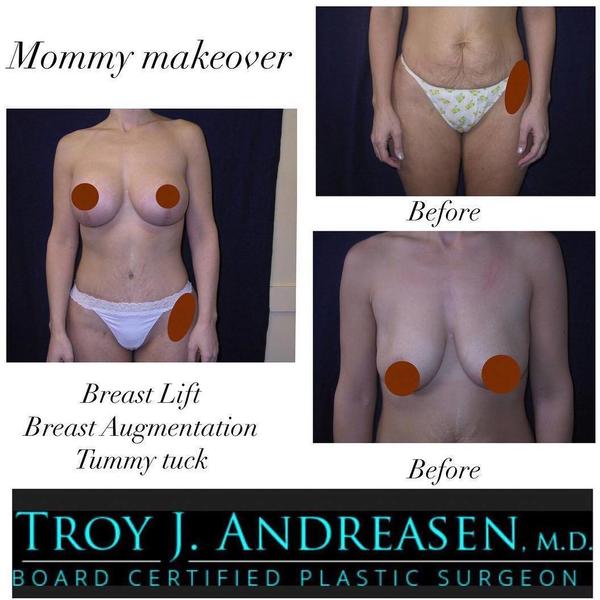 Mommy makeover
Before
Breast Lift
Breast Augmentation
Tummy tuck
Before
TROY J. ANDREASEN, M.D.
BOARD CERTIFIED PLASTIC SURGEON